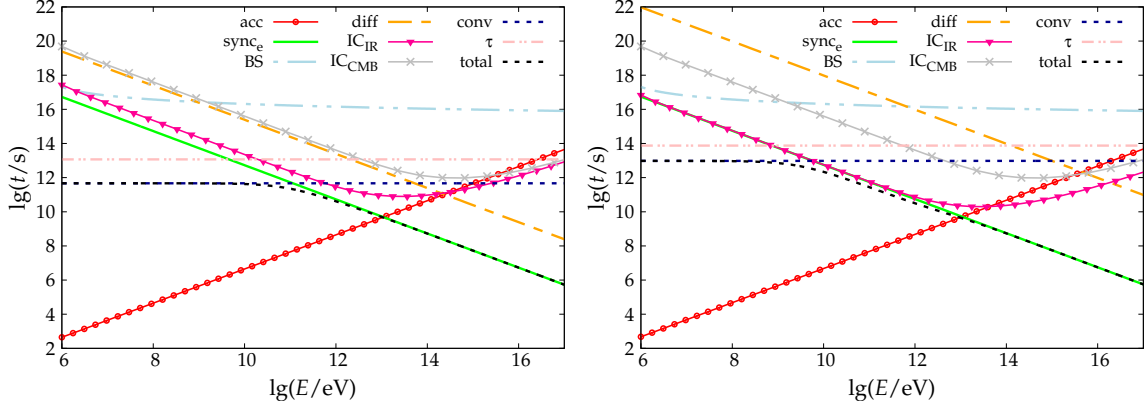 acc diff conv
sync_e IC_IR τ
BS IC_CMB total
22
20
18
16
14
12
10
8
6
4
2
lg(t/s)
6 8 10 12 14 16
lg(E/eV)
acc diff conv
sync_e IC_IR τ
BS IC_CMB total
22
20
18
16
14
12
10
8
6
4
2
lg(t/s)
6 8 10 12 14 16
lg(E/eV)